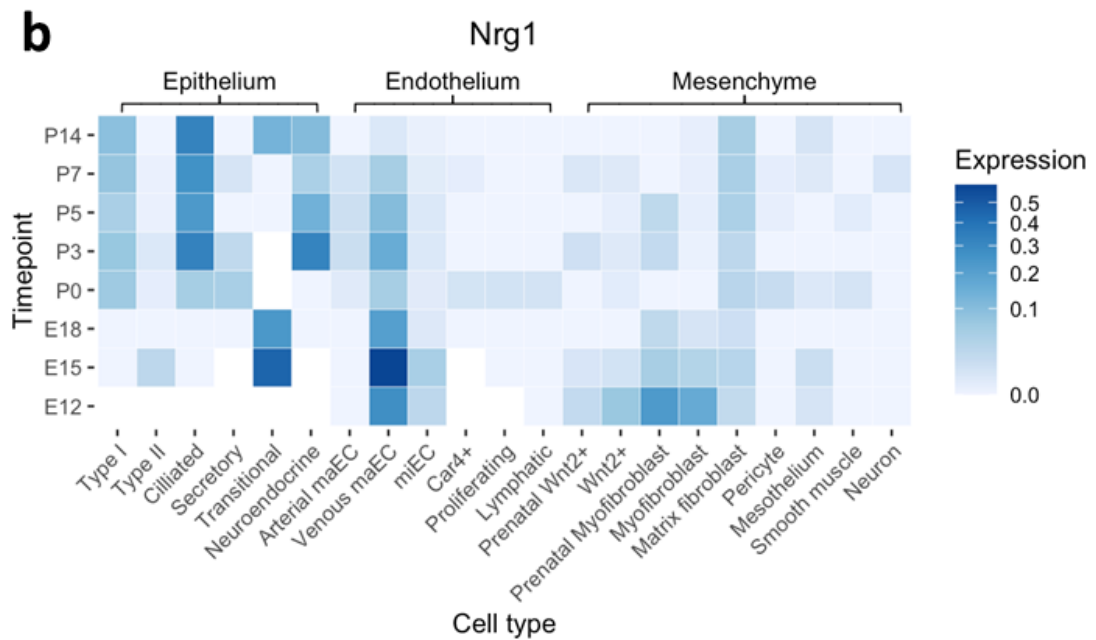 b
Nrg1
Epithelium Endothelium Mesenchyme
P14
P7
P5
P3
P0
E18
E15
E12
Timepoint
Expression
0.5
0.4
0.3
0.2
0.1
0.0
Type I
Type II
Cilliated
Secretory
Transitional
Neuroendocrine
Arterial maEC
Venous maEC
miEC
Car4+
Proliferating
Lymphatic
Prenatal Wnt2+
Wnt2+
Prenatal Myofibroblast
Myofibroblast
Matrix fibroblast
Pericyte
Mesothelium
Smooth muscle
Neuron
Cell type